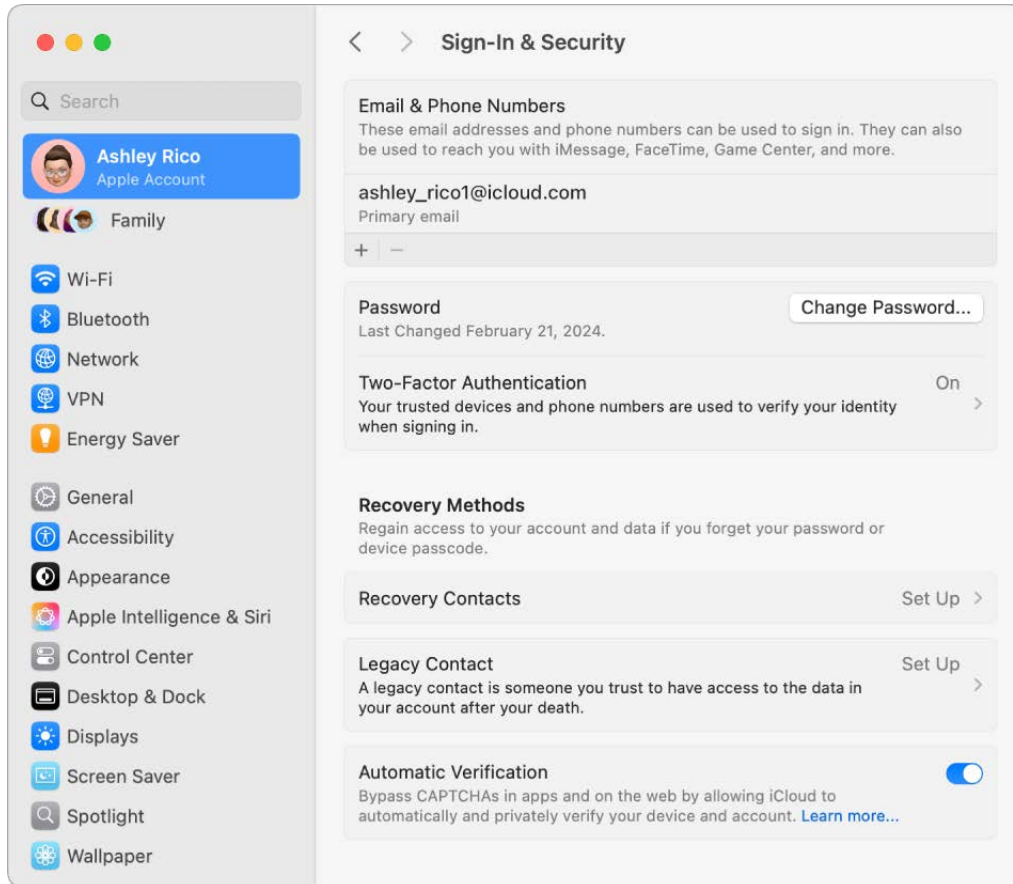 Search
Ashley Rico
Apple Account
Family
Wi-Fi
Bluetooth
Network
VPN
Energy Saver
General
Accessibility
Appearance
Apple Intelligence & Siri
Control Center
Desktop & Dock
Displays
Screen Saver
Spotlight
Wallpaper
Sign-In & Security
Email & Phone Numbers
These email addresses and phone numbers can be used to sign in. They can also
be used to reach you with iMessage, FaceTime, Game Center, and more.
ashley_rico1@icloud.com
Primary email
+ −
Password
Change Password...
Last Changed February 21, 2024.
Two-Factor Authentication
On
Your trusted devices and phone numbers are used to verify your identity
when signing in.
Recovery Methods
Regain access to your account and data if you forget your password or
device passcode.
Recovery Contacts
Set Up
Legacy Contact
Set Up
A legacy contact is someone you trust to have access to the data in
your account after your death.
Automatic Verification
Bypass CAPTCHAs in apps and on the web by allowing iCloud to
automatically and privately verify your device and account. Learn more...